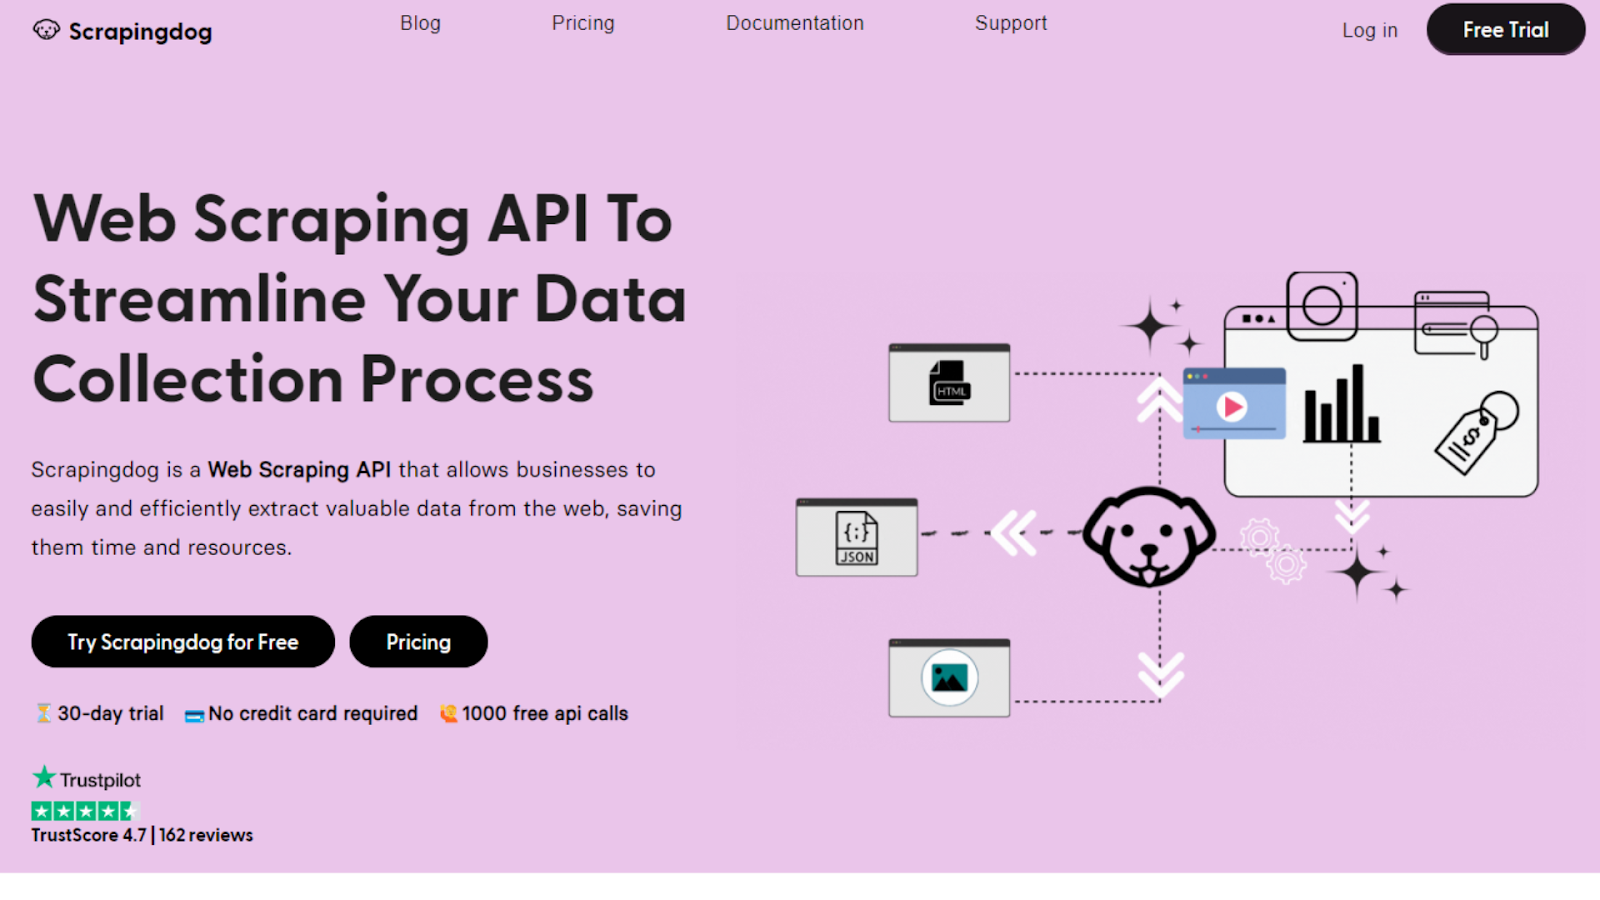 Scrapingdog
Blog
Pricing
Documentation
Support
Log in
Free Trial
Web Scraping API To
Streamline Your Data
Collection Process
Scrapingdog is a Web Scraping API that allows businesses to
easily and efficiently extract valuable data from the web, saving
them time and resources.
Try Scrapingdog for Free
Pricing
30-day trial
No credit card required
1000 free api calls
Trustpilot
TrustScore 4.7 | 162 reviews
HTML
{;}
JSON
$